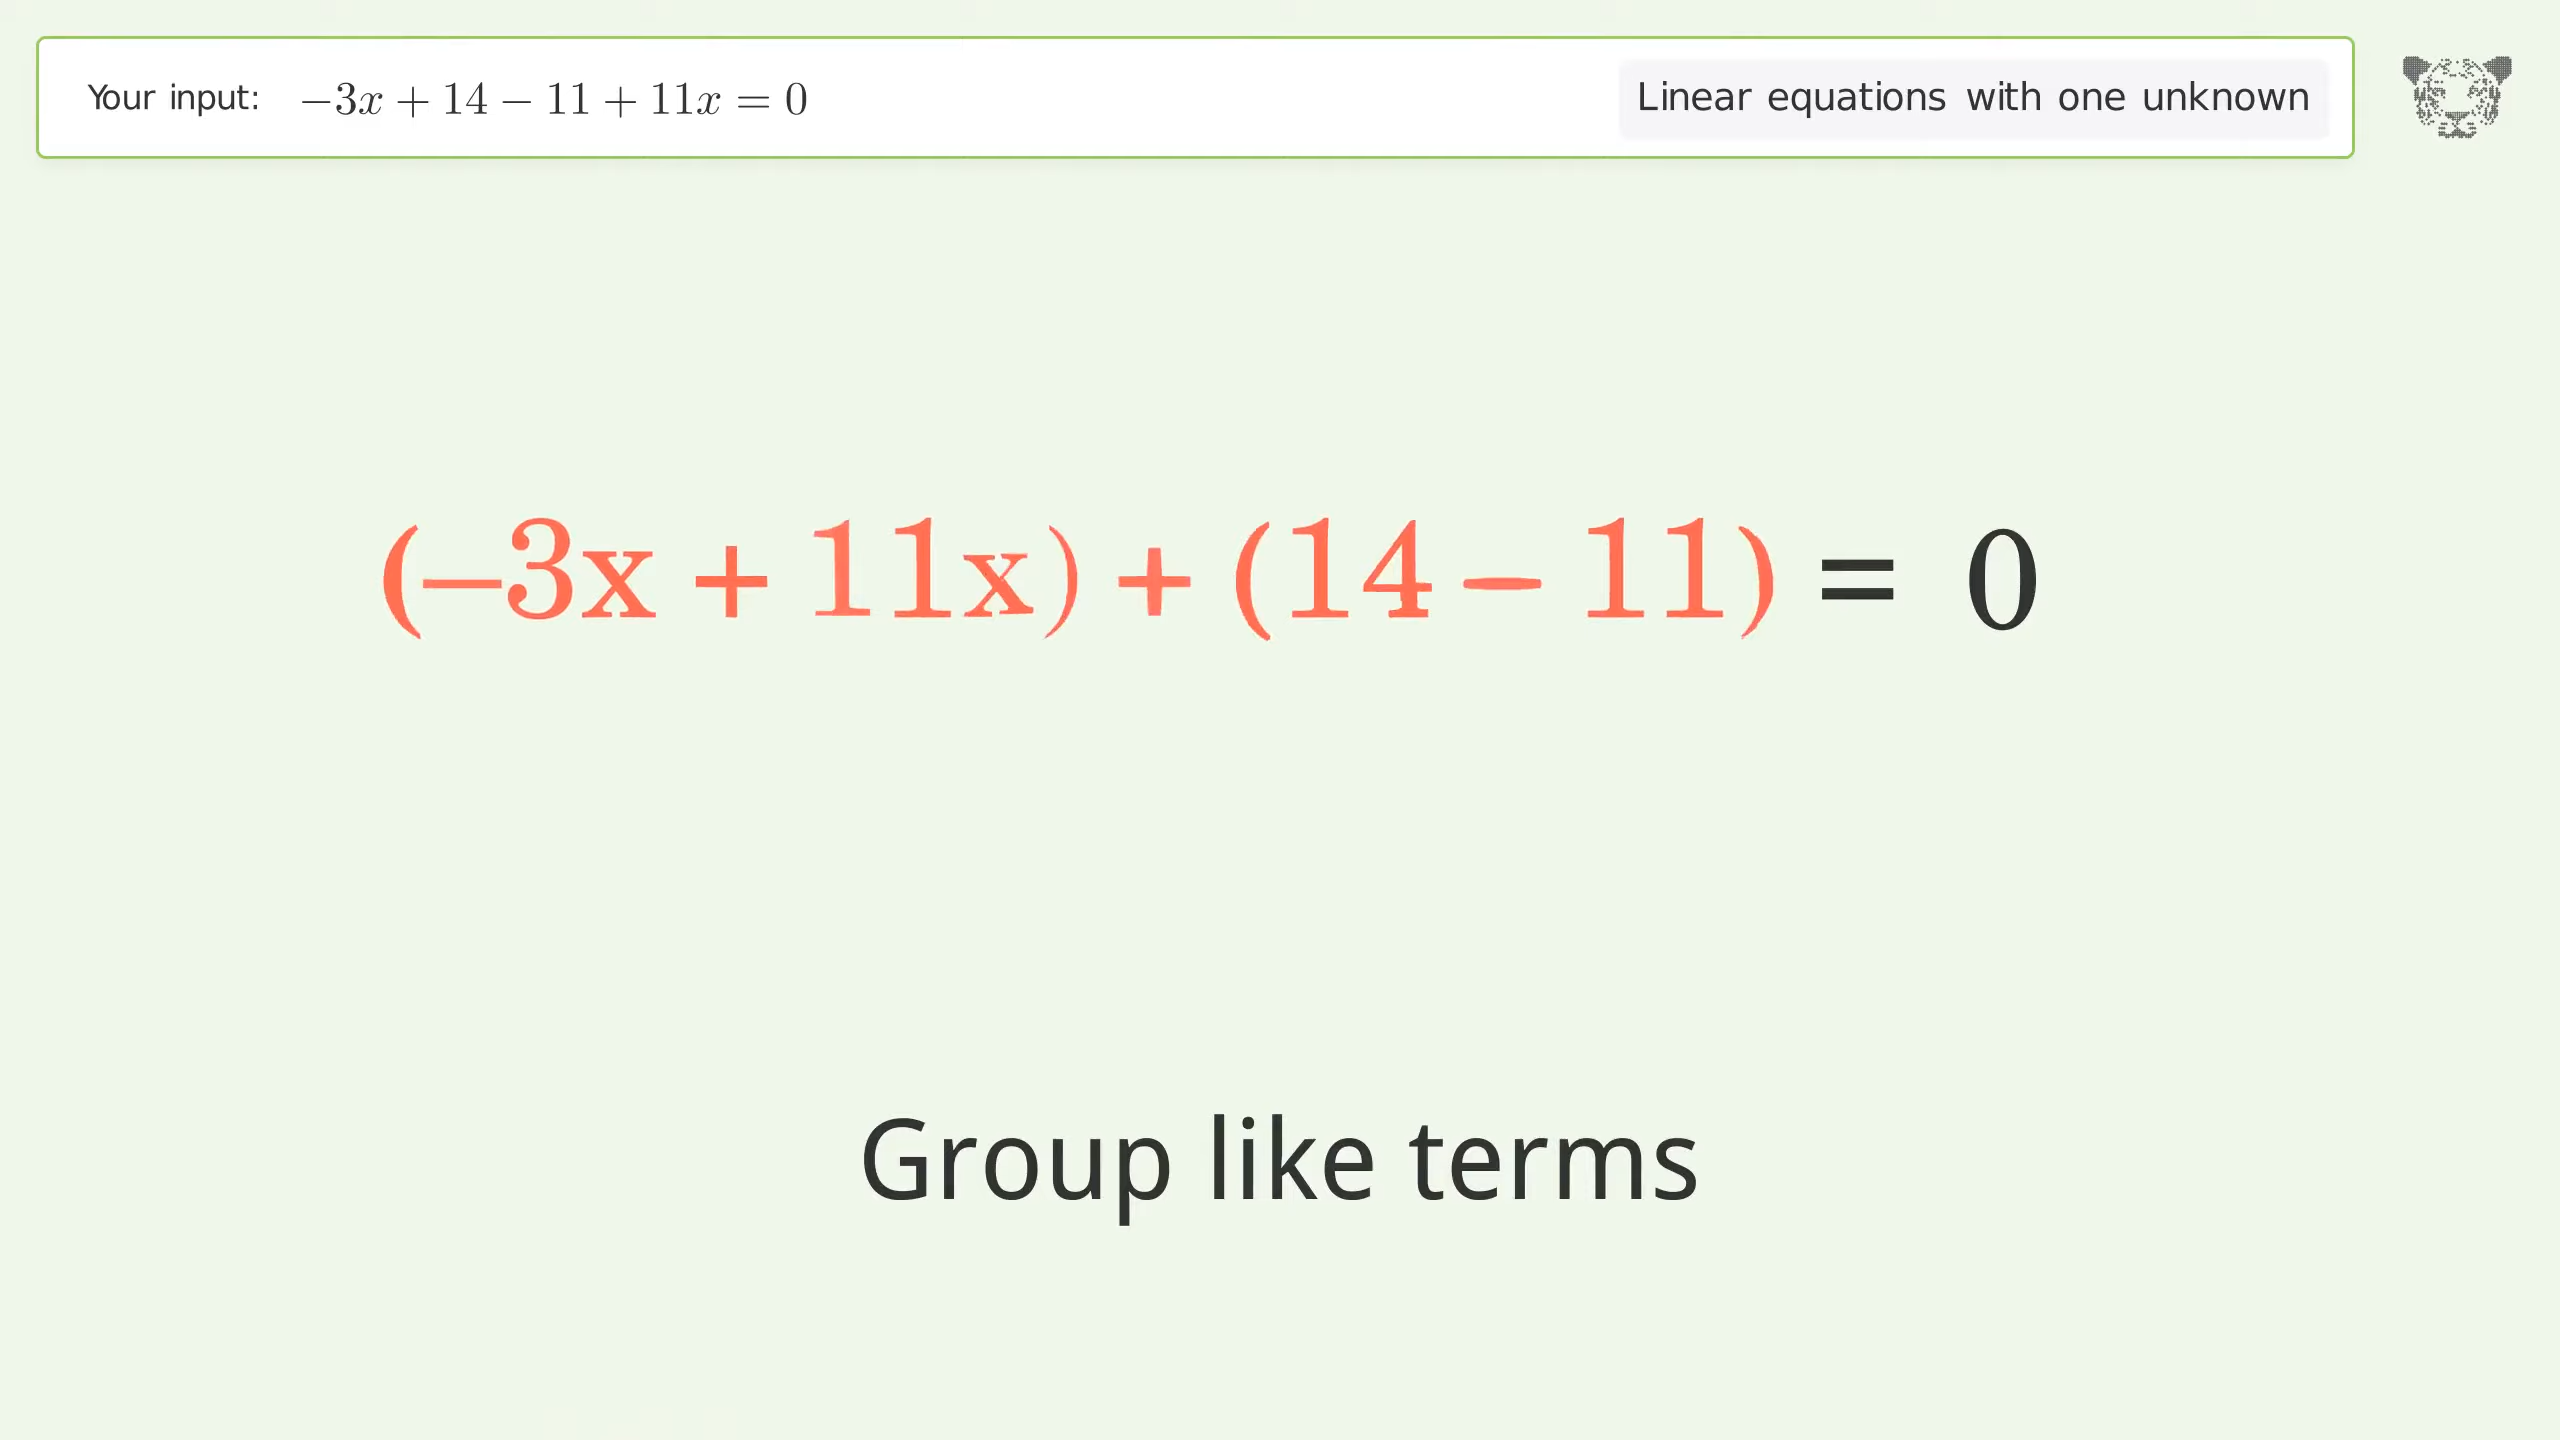 Your input: −3x + 14 − 11 + 11x = 0 Linear equations with one unknown
(−3x + 11x) + (14 − 11) = 0
Group like terms